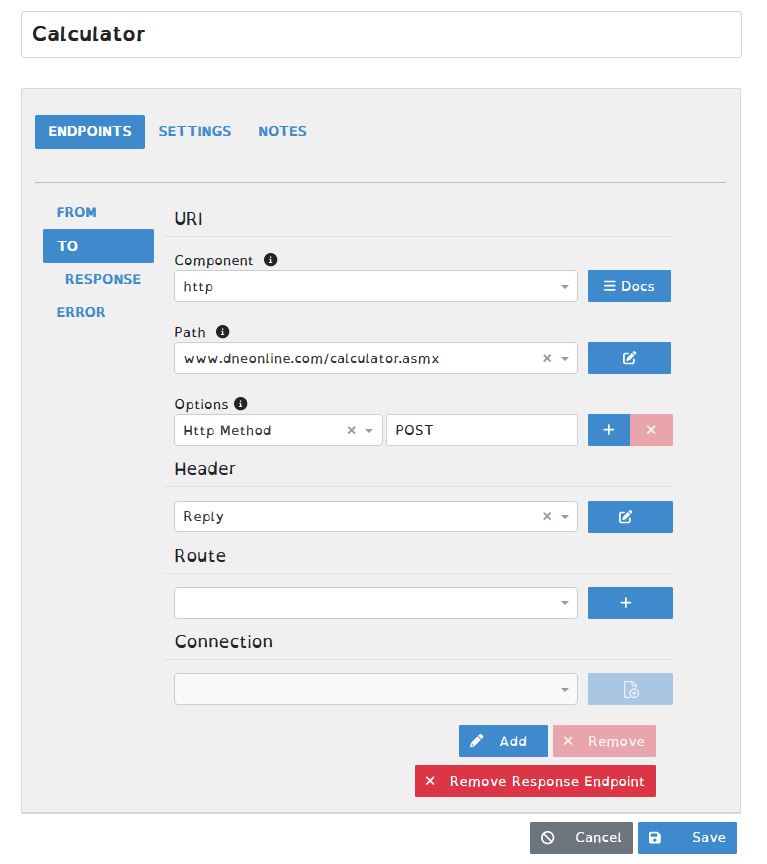 Calculator
ENDPOINTS SETTINGS NOTES
FROM
TO
RESPONSE
ERROR
URI
Component
http
Docs
Path
www.dneonline.com/calculator.asmx
Options
Http Method
POST
Header
Reply
Route
Connection
Add
Remove
Remove Response Endpoint
Cancel
Save